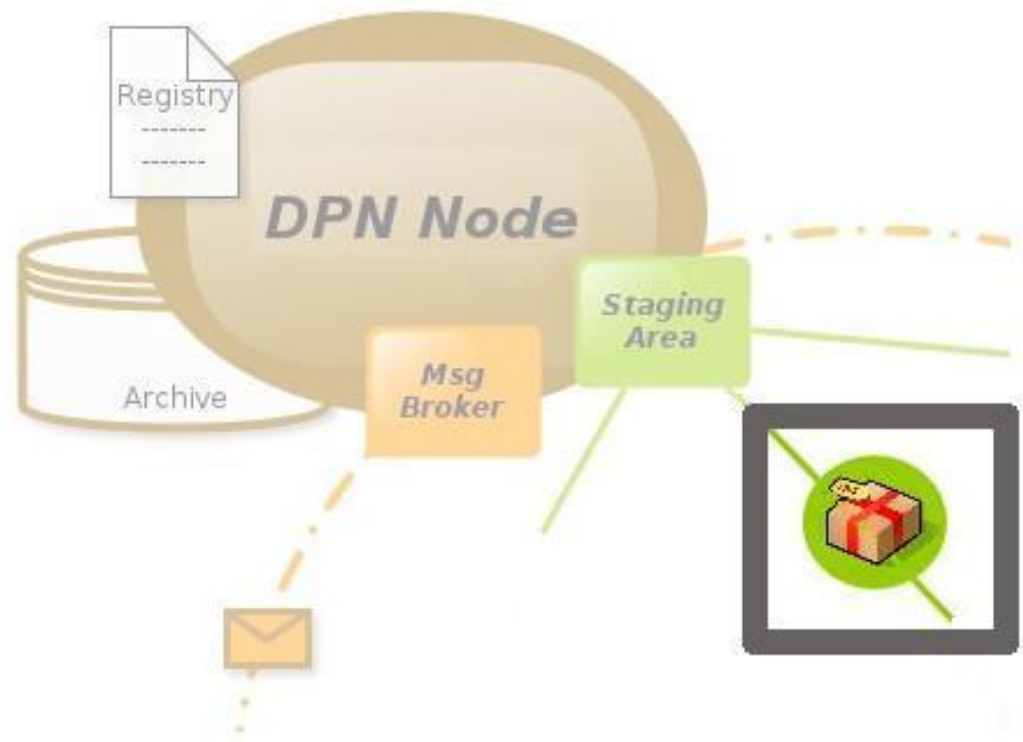 Registry
-------
-------
DPN Node
Staging
Area
Msg
Broker
Archive